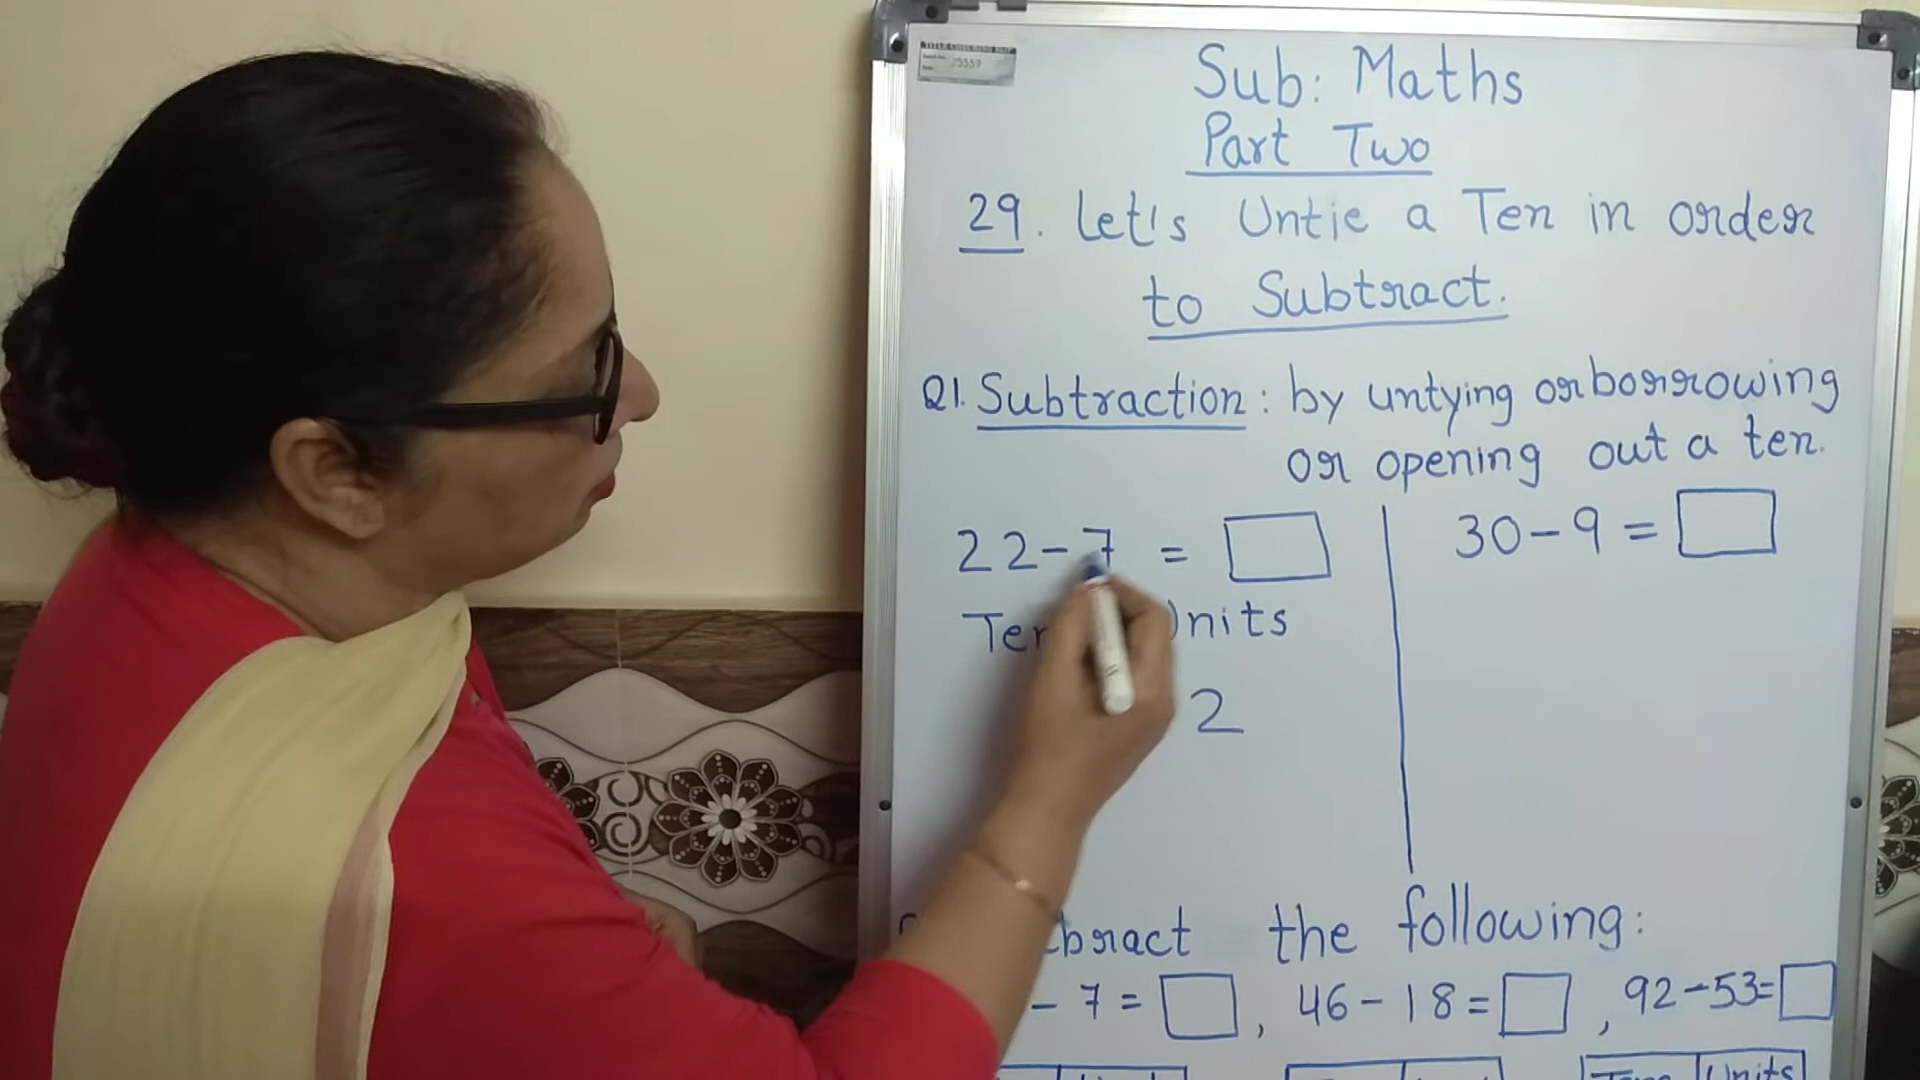 Sub: Maths
Part Two
29. Let's Untie a Ten in order
to Subtract.
Q1. Subtraction: by untying or borrowing
or opening out a ten.
22-7 = 30-9 =
Units
2
the following:
- 7 = , 46-18= , 92-53=
Tens Units